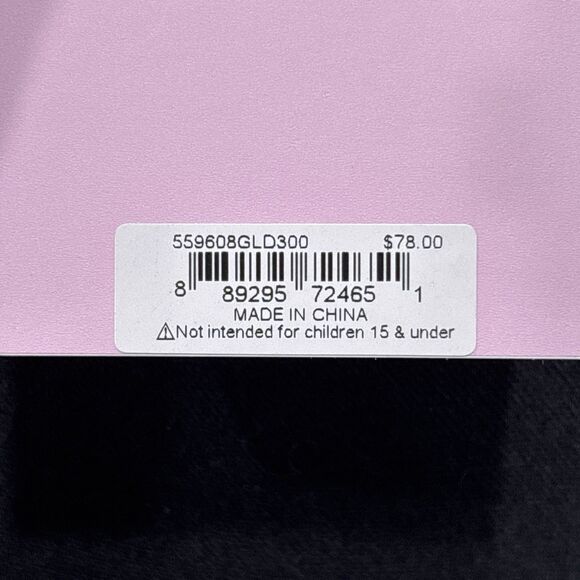 559608GLD300 $78.00
8 89295 72465 1
MADE IN CHINA
⚠Not intended for children 15 & under